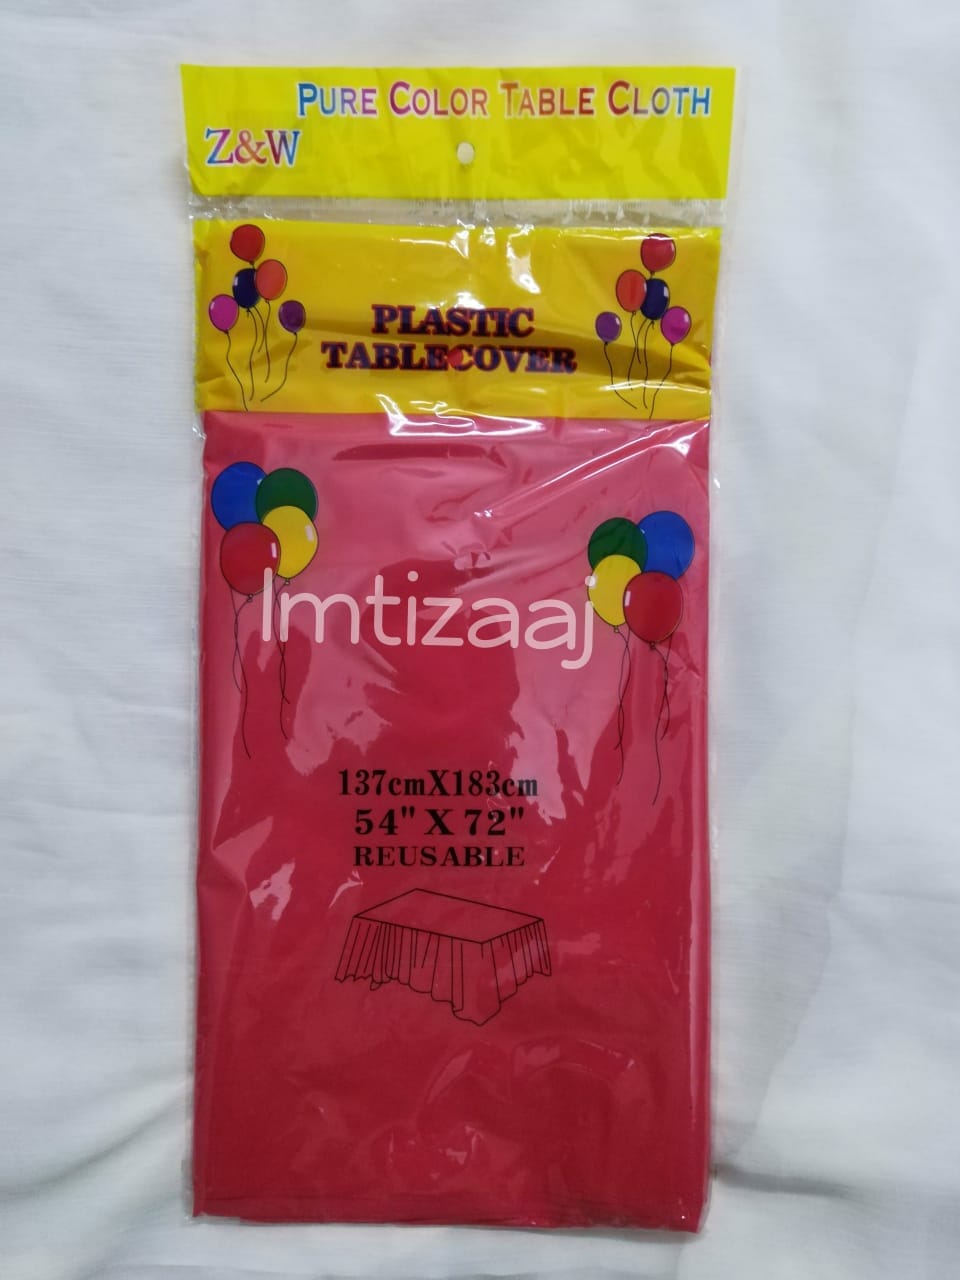 PURE COLOR TABLE CLOTH
Z&W
PLASTIC
TABLECOVER
Imtizaaj
137cmX183cm
54" X 72"
REUSABLE